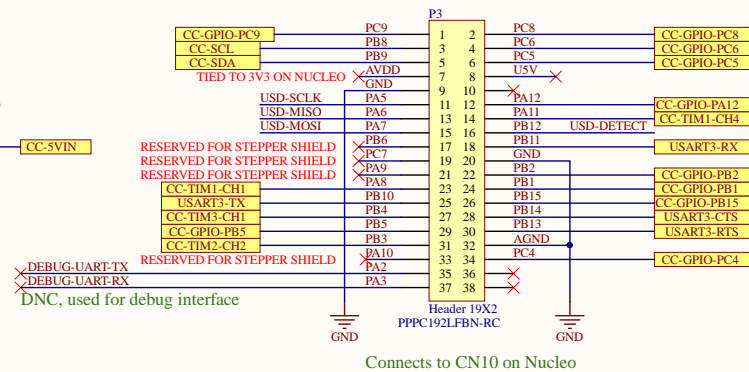 P3
CC-GPIO-PC9 PC9 1 2 PC8 CC-GPIO-PC8
CC-SCL PB8 3 4 PC6 CC-GPIO-PC6
CC-SDA PB9 5 6 PC5 CC-GPIO-PC5
TIED TO 3V3 ON NUCLEO AVDD 7 8 U5V
GND 9 10
USD-SCLK PA5 11 12 PA12 CC-GPIO-PA12
USD-MISO PA6 13 14 PA11 CC-TIM1-CH4
USD-MOSI PA7 15 16 PB12 USD-DETECT
CC-5VIN RESERVED FOR STEPPER SHIELD PB6 17 18 PB11 USART3-RX
RESERVED FOR STEPPER SHIELD PC7 19 20 GND
RESERVED FOR STEPPER SHIELD PA9 21 22 PB2 CC-GPIO-PB2
CC-TIM1-CH1 PA8 23 24 PB1 CC-GPIO-PB1
USART3-TX PB10 25 26 PB15 CC-GPIO-PB15
CC-TIM3-CH1 PB4 27 28 PB14 USART3-CTS
CC-GPIO-PB5 PB5 29 30 PB13 USART3-RTS
CC-TIM2-CH2 PB3 31 32 AGND
RESERVED FOR STEPPER SHIELD PA10 33 34 PC4 CC-GPIO-PC4
DEBUG-UART-TX PA2 35 36
DEBUG-UART-RX PA3 37 38
DNC, used for debug interface
Header 19X2
PPPC192LFBN-RC
GND GND
Connects to CN10 on Nucleo